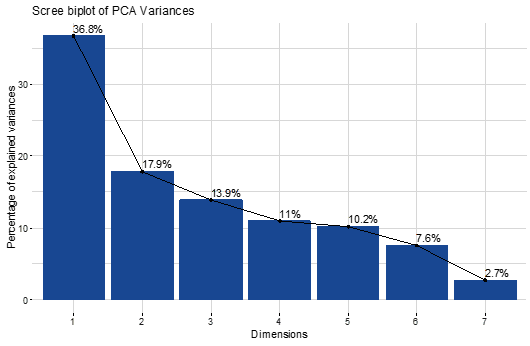 Scree biplot of PCA Variances
Percentage of explained variances
30
20
10
0
36.8%
17.9%
13.9%
11%
10.2%
7.6%
2.7%
1 2 3 4 5 6 7
Dimensions